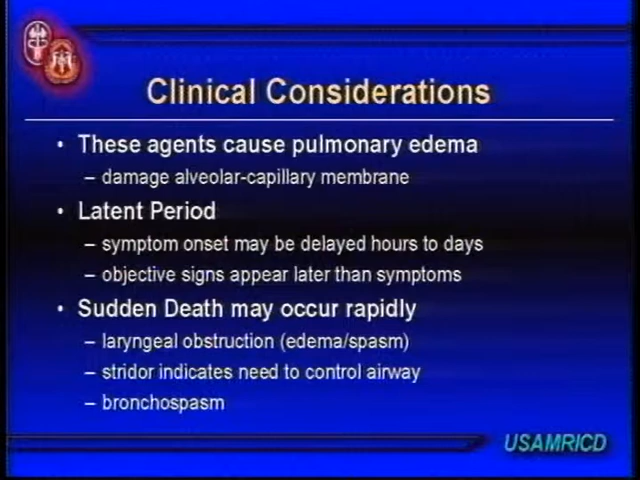 Clinical Considerations
• These agents cause pulmonary edema
– damage alveolar-capillary membrane
• Latent Period
– symptom onset may be delayed hours to days
– objective signs appear later than symptoms
• Sudden Death may occur rapidly
– laryngeal obstruction (edema/spasm)
– stridor indicates need to control airway
– bronchospasm
USAMRICD